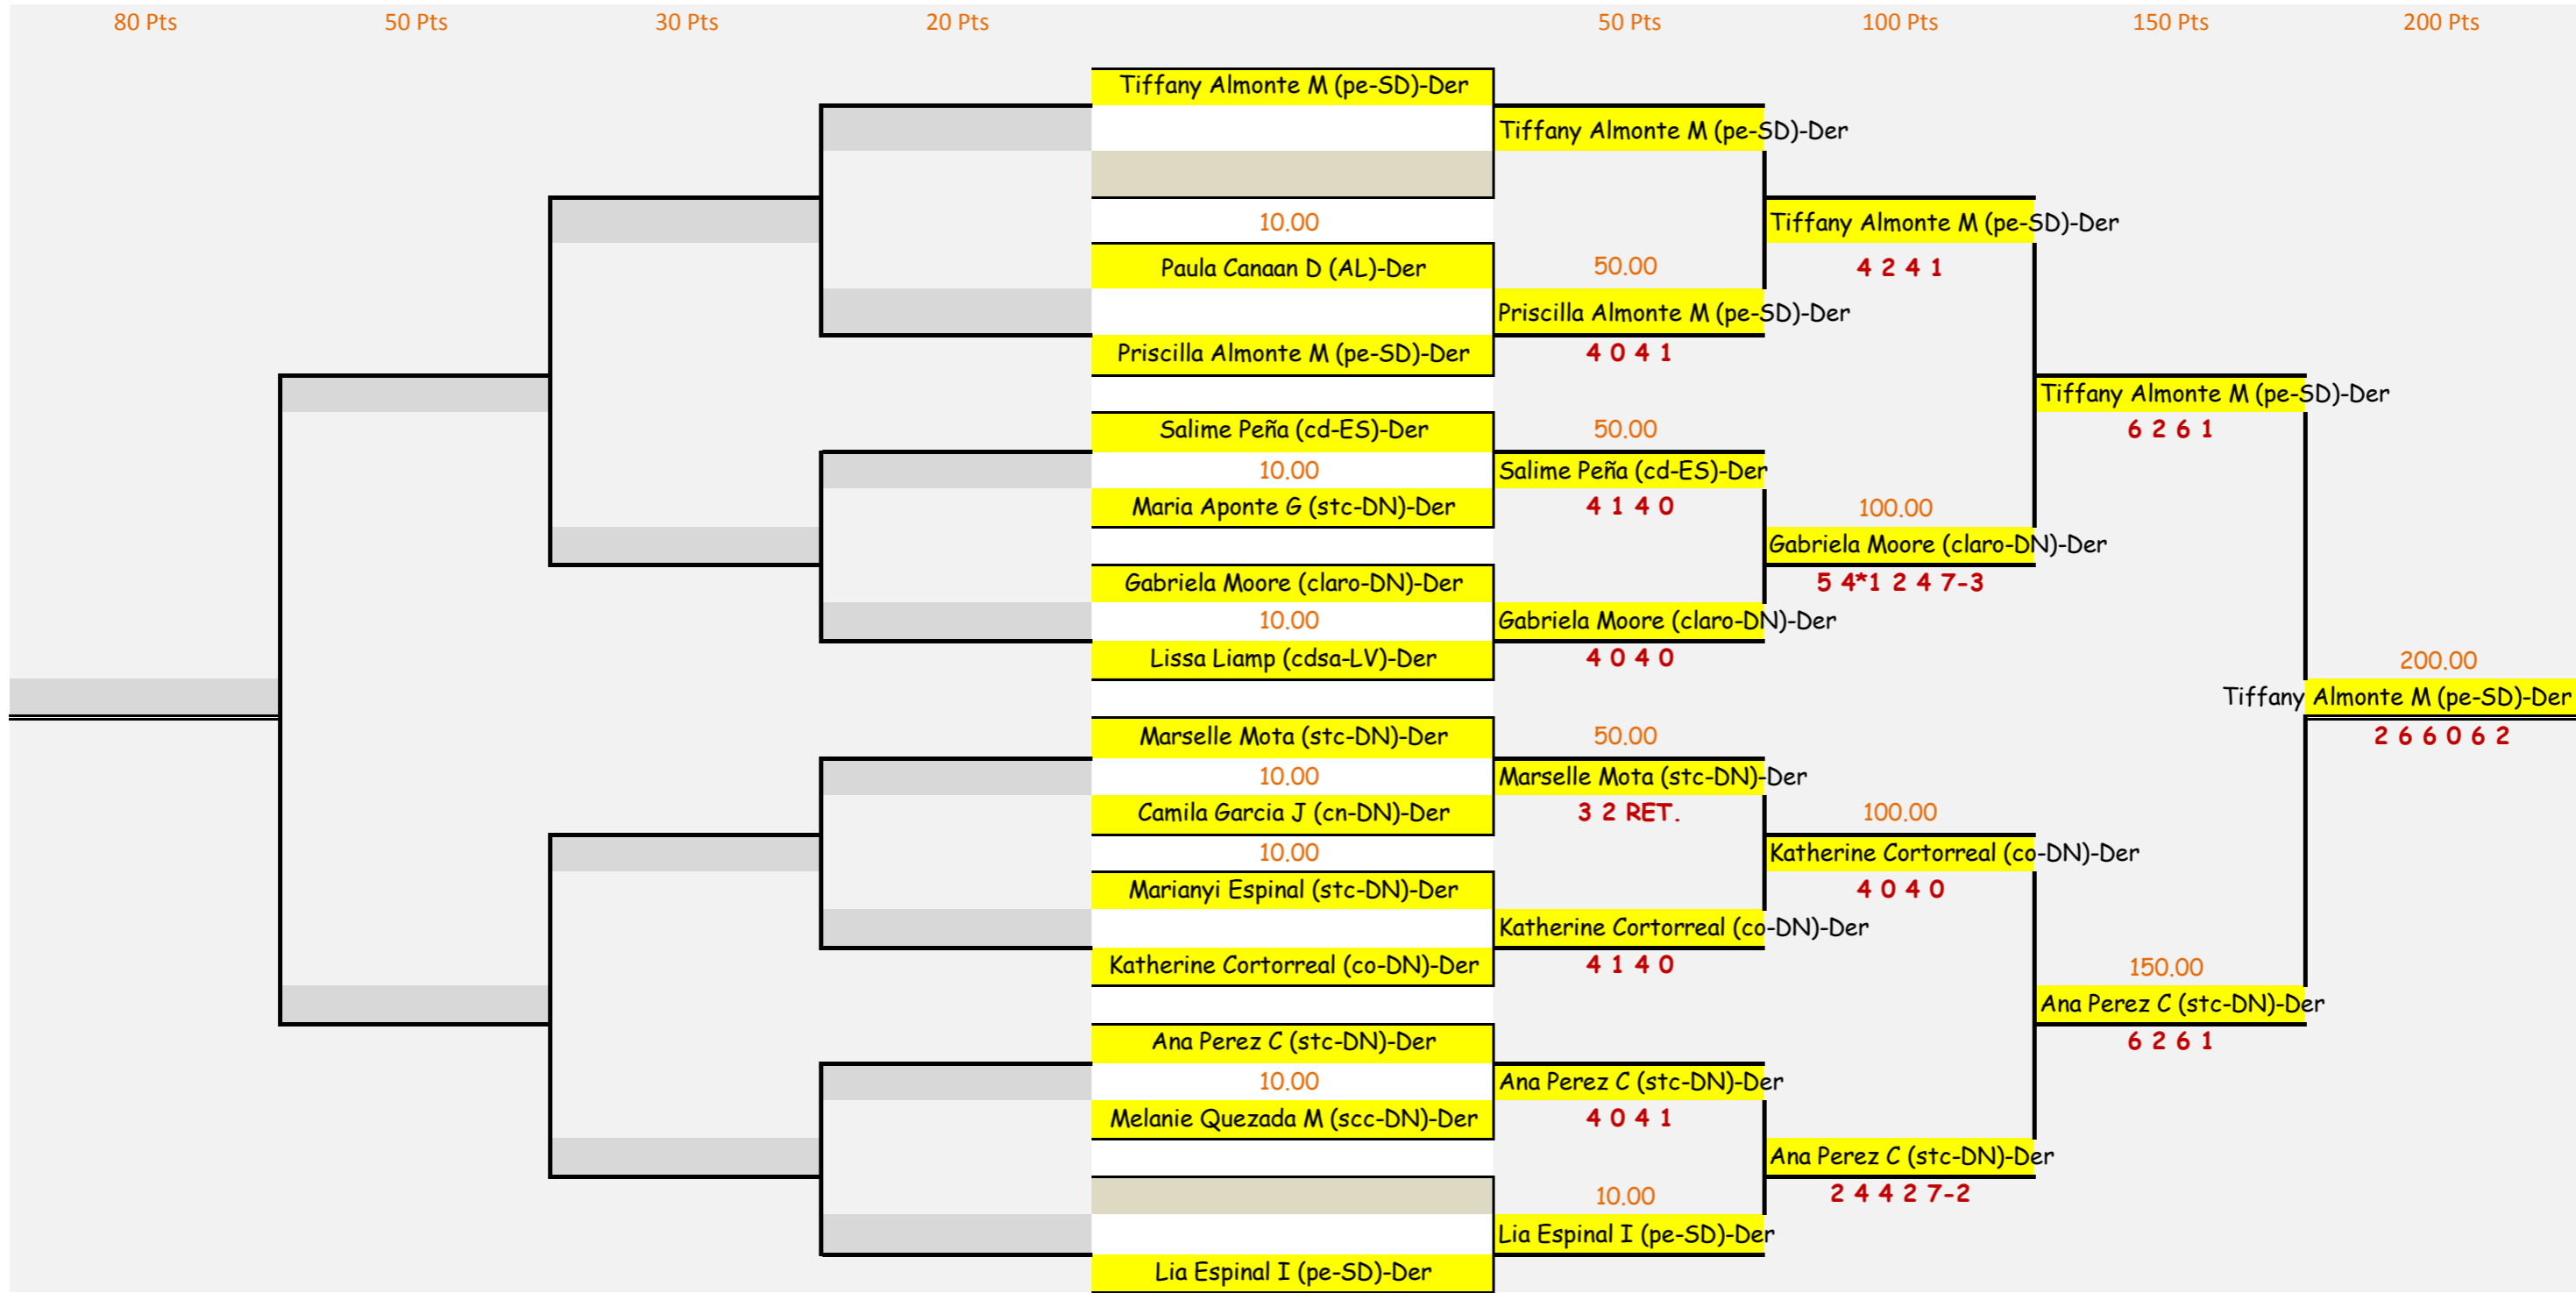 80 Pts 50 Pts 30 Pts 20 Pts 50 Pts 100 Pts 150 Pts 200 Pts
Tiffany Almonte M (pe-SD)-Der
Tiffany Almonte M (pe-SD)-Der
10.00
Tiffany Almonte M (pe-SD)-Der
Paula Canaan D (AL)-Der
50.00
4 2 4 1
Priscilla Almonte M (pe-SD)-Der
Priscilla Almonte M (pe-SD)-Der
4 0 4 1
Tiffany Almonte M (pe-SD)-Der
Salime Peña (cd-ES)-Der
50.00
6 2 6 1
10.00
Salime Peña (cd-ES)-Der
Maria Aponte G (stc-DN)-Der
4 1 4 0
100.00
Gabriela Moore (claro-DN)-Der
Gabriela Moore (claro-DN)-Der
5 4*1 2 4 7-3
10.00
Gabriela Moore (claro-DN)-Der
Lissa Liamp (cdsa-LV)-Der
4 0 4 0
200.00
Tiffany Almonte M (pe-SD)-Der
Marselle Mota (stc-DN)-Der
50.00
2 6 6 0 6 2
10.00
Marselle Mota (stc-DN)-Der
Camila Garcia J (cn-DN)-Der
3 2 RET.
100.00
10.00
Katherine Cortorreal (co-DN)-Der
Marianyi Espinal (stc-DN)-Der
4 0 4 0
Katherine Cortorreal (co-DN)-Der
Katherine Cortorreal (co-DN)-Der
4 1 4 0
150.00
Ana Perez C (stc-DN)-Der
Ana Perez C (stc-DN)-Der
6 2 6 1
10.00
Ana Perez C (stc-DN)-Der
Melanie Quezada M (scc-DN)-Der
4 0 4 1
Ana Perez C (stc-DN)-Der
10.00
2 4 4 2 7-2
Lia Espinal I (pe-SD)-Der
Lia Espinal I (pe-SD)-Der